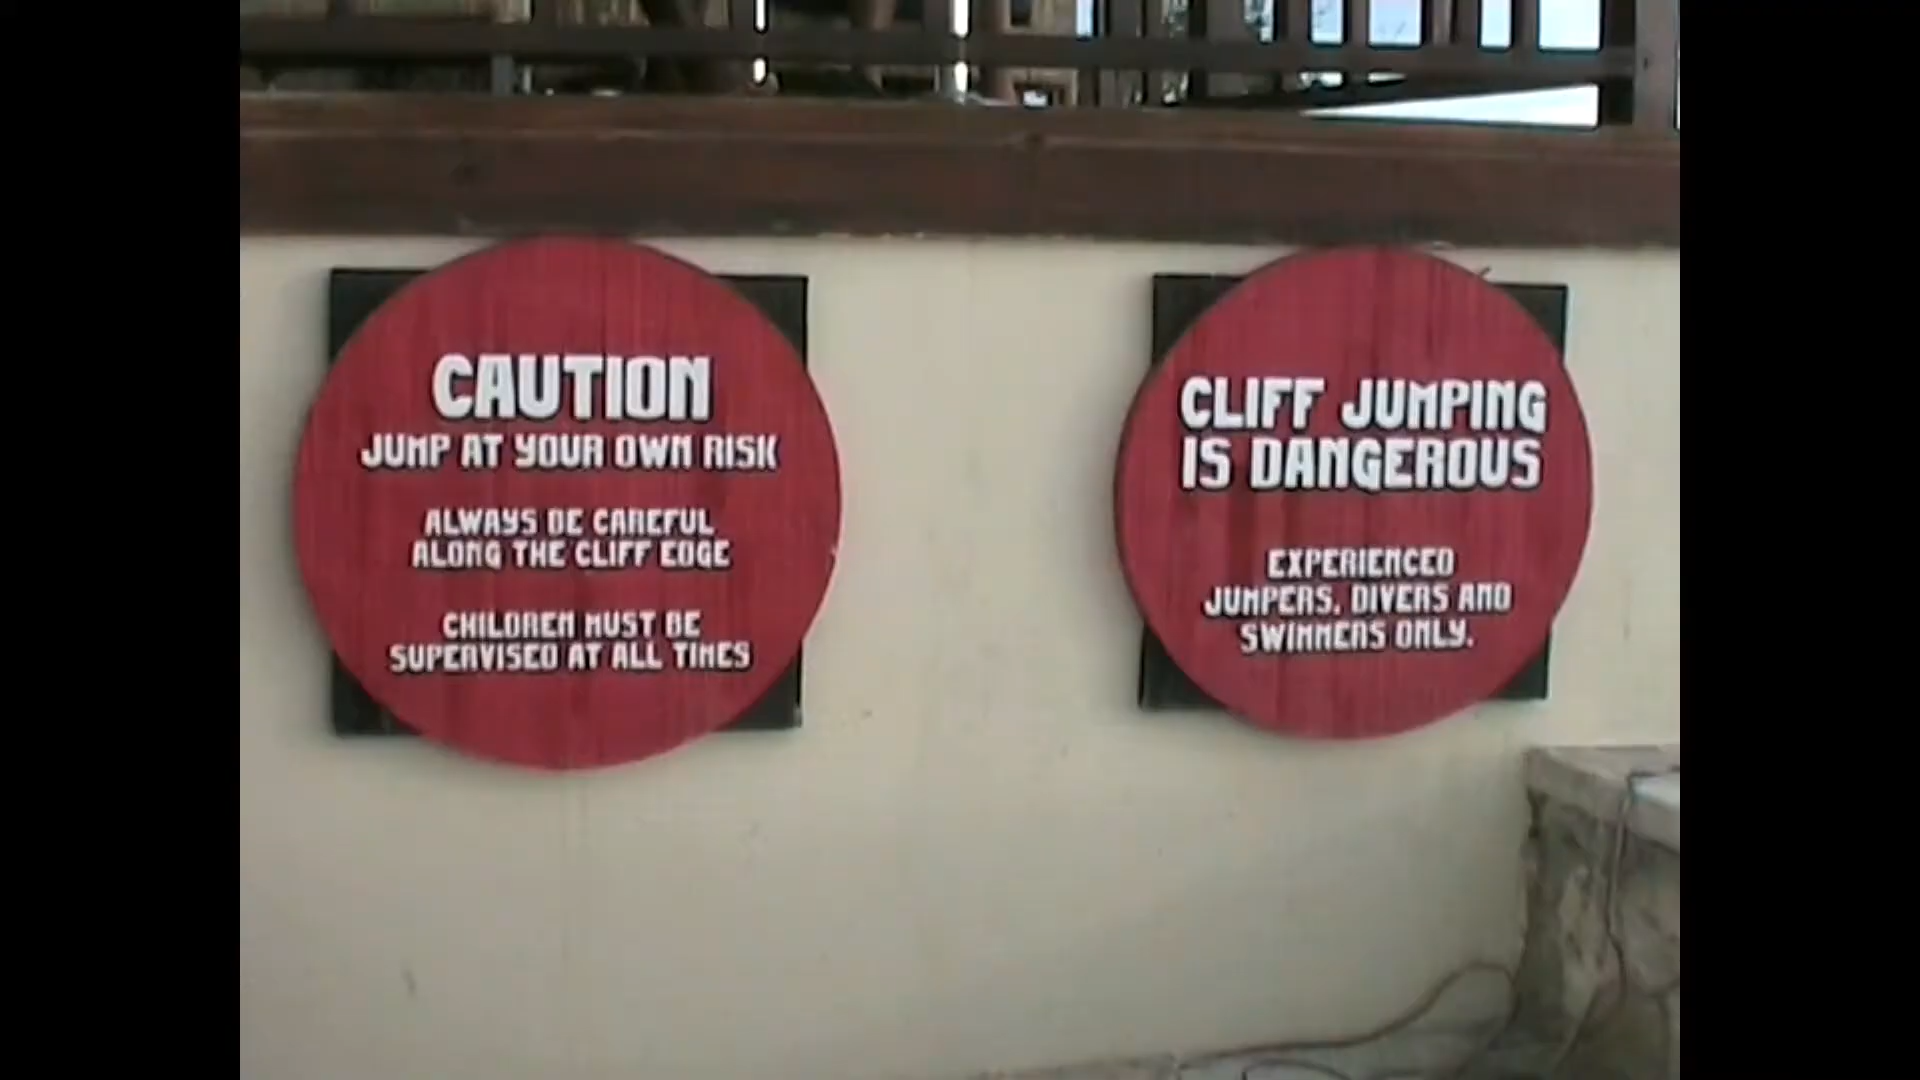 CAUTION
JUMP AT YOUR OWN RISK
ALWAYS BE CAREFUL
ALONG THE CLIFF EDGE
CHILDREN MUST BE
SUPERVISED AT ALL TIMES
CLIFF JUMPING
IS DANGEROUS
EXPERIENCED
JUMPERS, DIVERS AND
SWIMMERS ONLY.